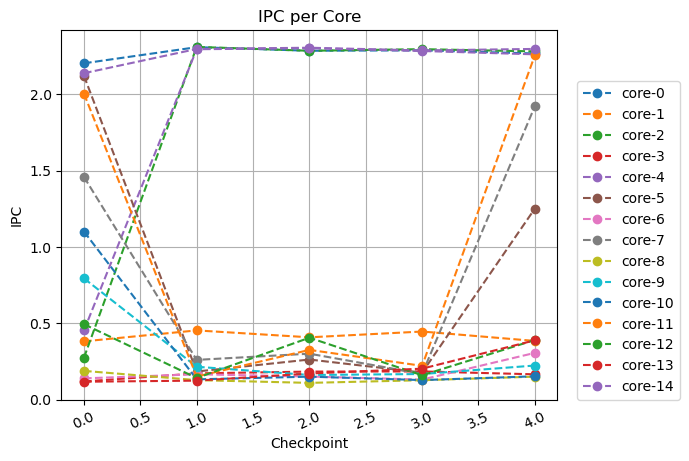 IPC per Core
2.0
1.5
1.0
0.5
0.0
IPC
0.0
0.5
1.0
1.5
2.0
2.5
3.0
3.5
4.0
Checkpoint
core-0
core-1
core-2
core-3
core-4
core-5
core-6
core-7
core-8
core-9
core-10
core-11
core-12
core-13
core-14